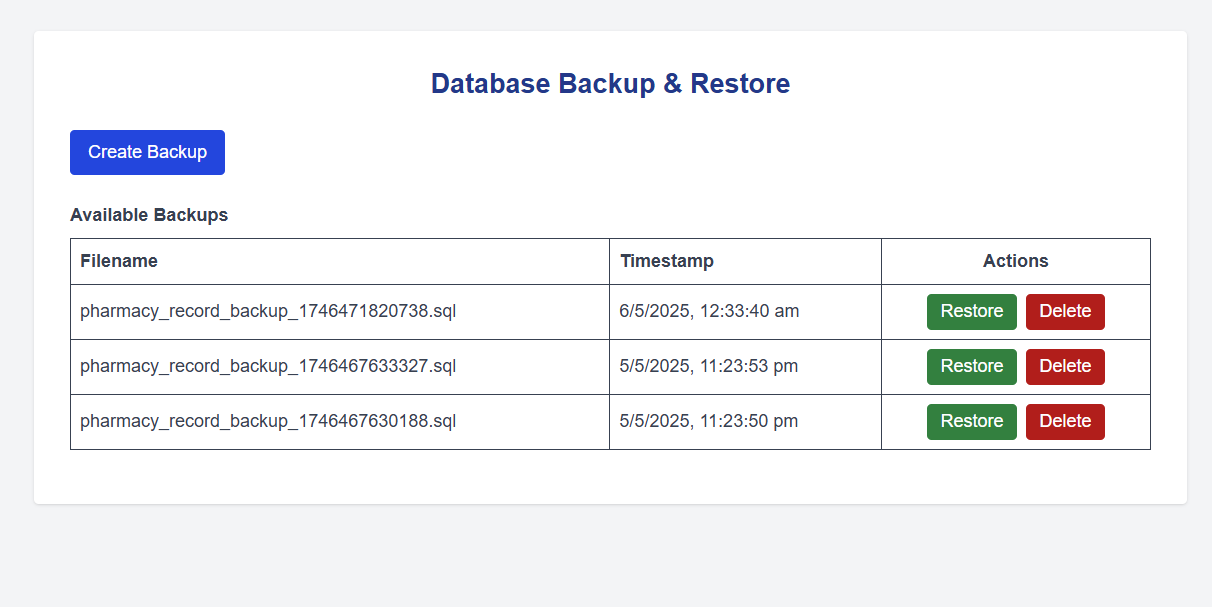 Database Backup & Restore
Create Backup
Available Backups
Filename Timestamp Actions
pharmacy_record_backup_1746471820738.sql 6/5/2025, 12:33:40 am Restore Delete
pharmacy_record_backup_1746467633327.sql 5/5/2025, 11:23:53 pm Restore Delete
pharmacy_record_backup_1746467630188.sql 5/5/2025, 11:23:50 pm Restore Delete